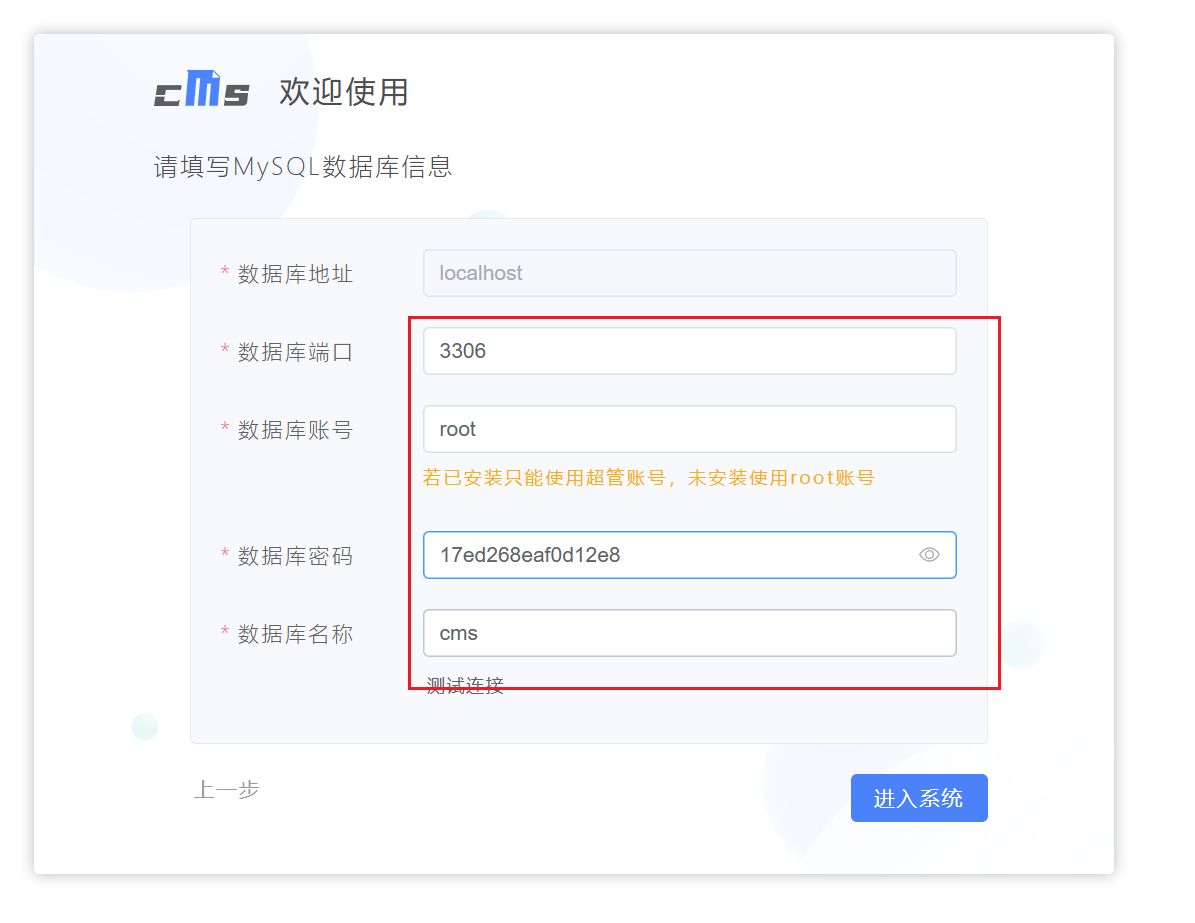 cms 欢迎使用
请填写MySQL数据库信息
* 数据库地址 localhost
* 数据库端口 3306
* 数据库账号 root
若已安装只能使用超管账号，未安装使用root账号
* 数据库密码 17ed268eaf0d12e8
* 数据库名称 cms
测试连接
上一步 进入系统